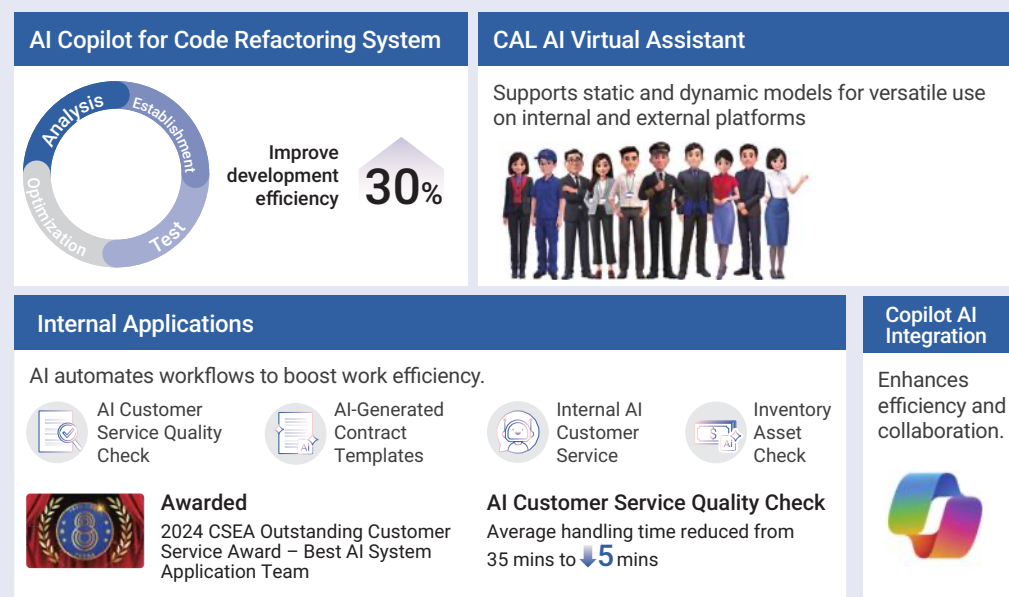 AI Copilot for Code Refactoring System
Analysis
Establishment
Test
Optimization
Improve
development
efficiency
30%
CAL AI Virtual Assistant
Supports static and dynamic models for versatile use
on internal and external platforms
Internal Applications
AI automates workflows to boost work efficiency.
AI Customer
Service Quality
Check
AI-Generated
Contract
Templates
AI
Internal AI
Customer
Service
Inventory
Asset
Check
$
AI
8
Awarded
2024 CSEA Outstanding Customer
Service Award – Best AI System
Application Team
AI Customer Service Quality Check
Average handling time reduced from
35 mins to 5 mins
Copilot AI
Integration
Enhances
efficiency and
collaboration.